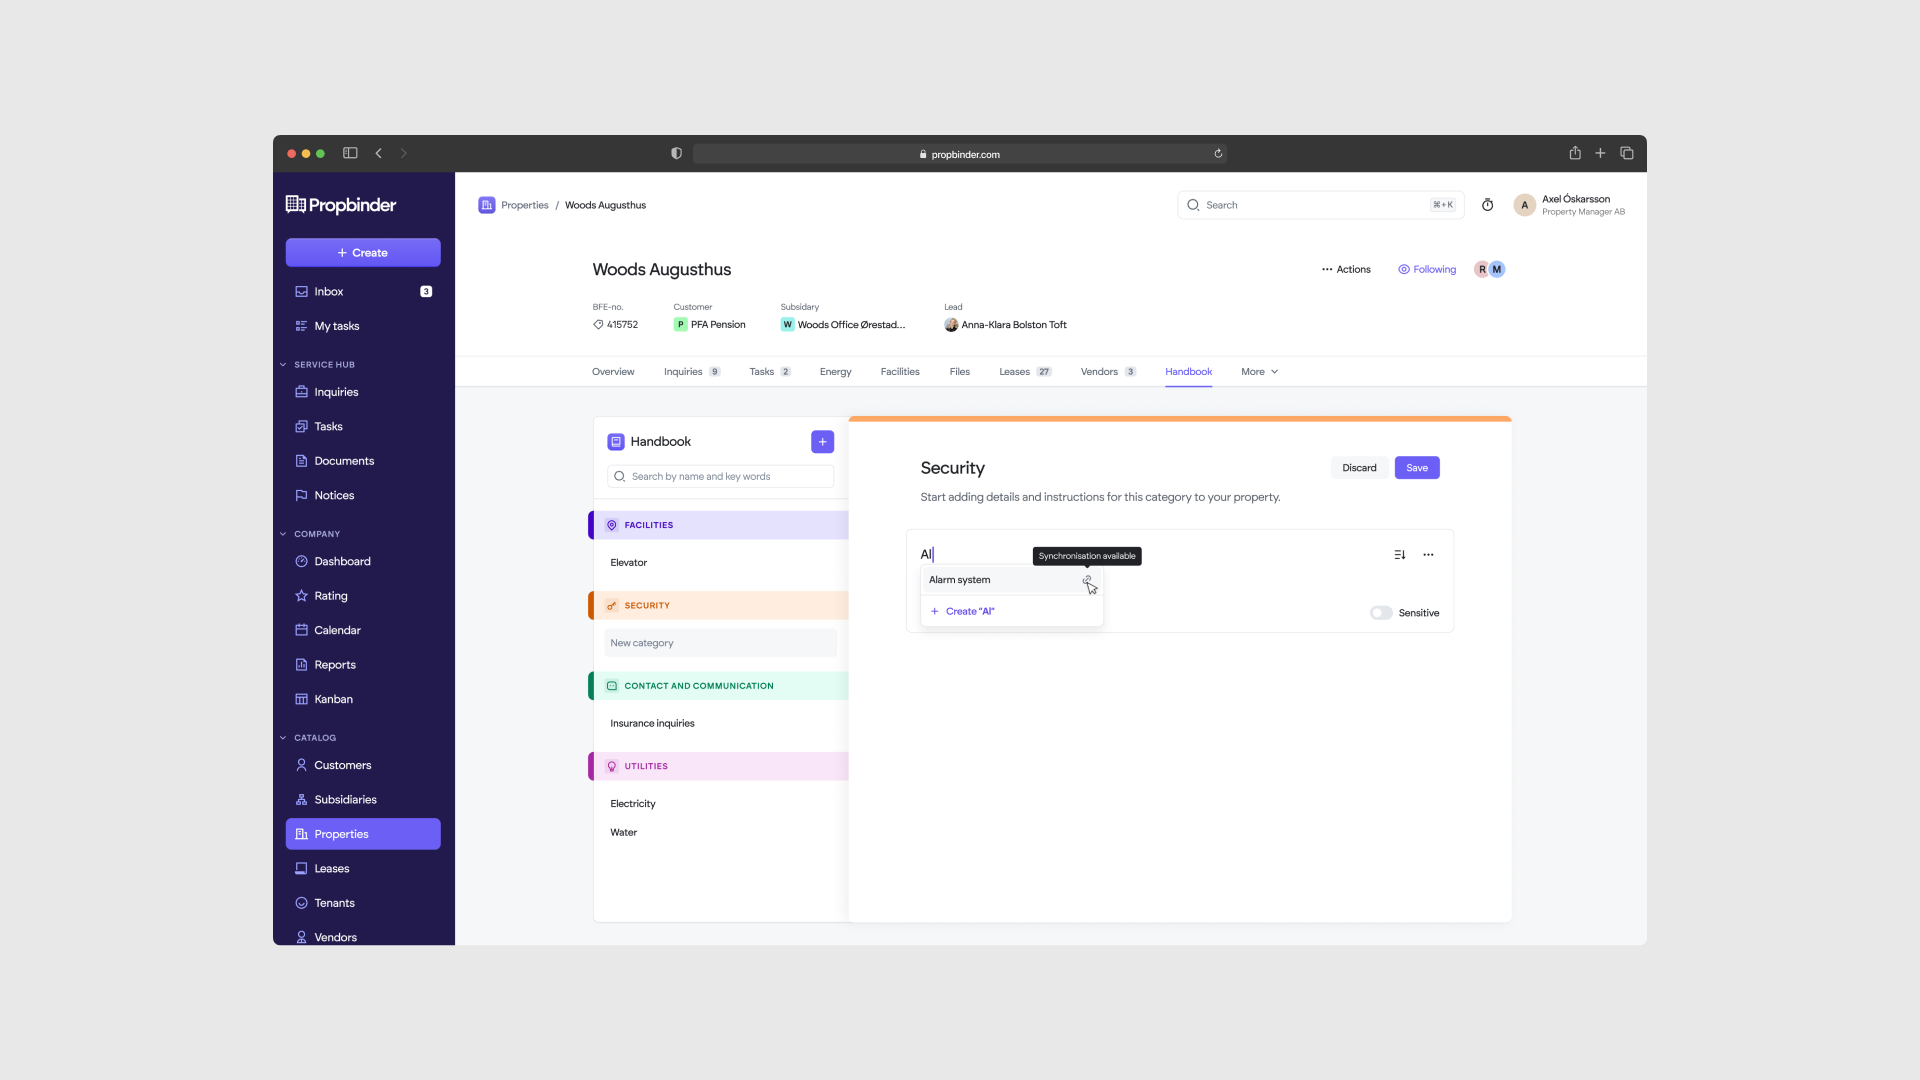 propbinder.com
Propbinder
Create
Inbox 3
My tasks
SERVICE HUB
Inquiries
Tasks
Documents
Notices
COMPANY
Dashboard
Rating
Calendar
Reports
Kanban
CATALOG
Customers
Subsidiaries
Properties
Leases
Tenants
Vendors
Properties / Woods Augusthus
Search ⌘+K
A
Axel Óskarsson
Property Manager AB
Woods Augusthus
Actions
Following
R M
BFE-no.
415752
Customer
P PFA Pension
Subsidary
W Woods Office Ørestad...
Lead
Anna-Klara Bolston Toft
Overview Inquiries 9 Tasks 2 Energy Facilities Files Leases 27 Vendors 3 Handbook More
Handbook
+
Search by name and key words
FACILITIES
Elevator
SECURITY
New category
CONTACT AND COMMUNICATION
Insurance inquiries
UTILITIES
Electricity
Water
Security
Discard
Save
Start adding details and instructions for this category to your property.
Al
Synchronisation available
Alarm system
+ Create "Al"
Sensitive